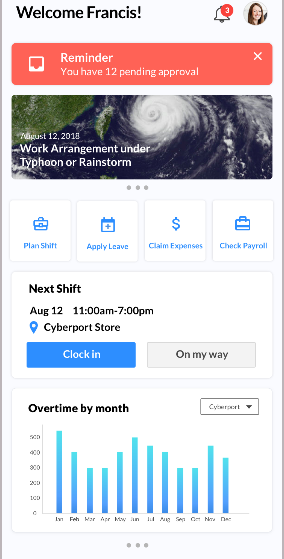 Welcome Francis!
3
Reminder
You have 12 pending approval
August 12, 2018
Work Arrangement under
Typhoon or Rainstorm
Plan Shift
Apply Leave
Claim Expenses
Check Payroll
Next Shift
Aug 12 11:00am-7:00pm
Cyberport Store
Clock in
On my way
Overtime by month
Cyberport
500
400
300
200
100
0
Jan Feb Mar Apr May Jun Jul Aug Sep Oct Nov Dec